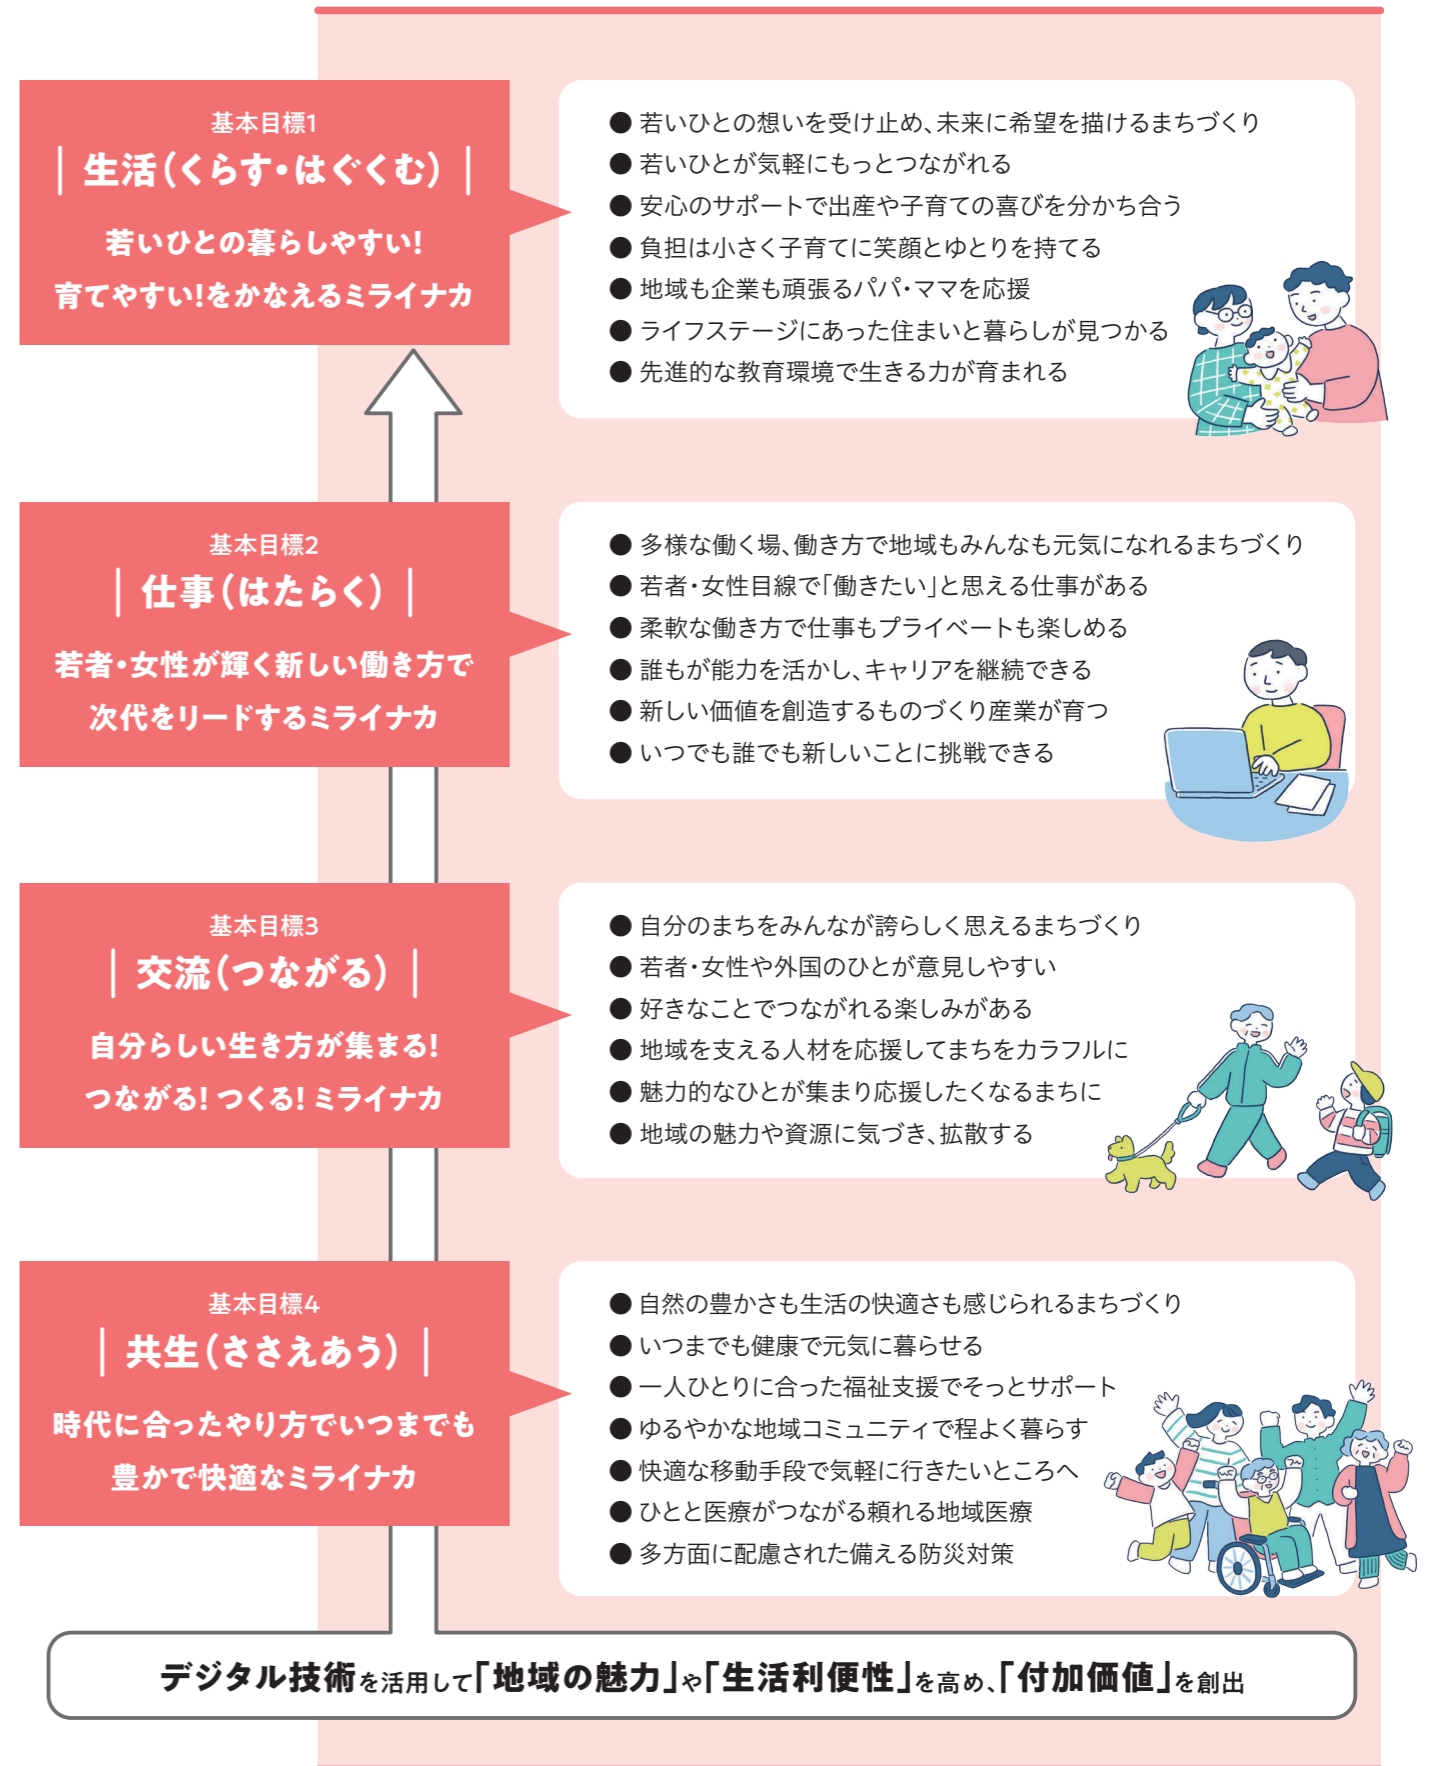 基本目標1
生活（くらす・はぐくむ）
若いひとの暮らしやすい！
育てやすい！をかなえるミライナカ
● 若いひとの想いを受け止め、未来に希望を描けるまちづくり
● 若いひとが気軽にもっとつながれる
● 安心のサポートで出産や子育ての喜びを分かち合う
● 負担は小さく子育てに笑顔とゆとりを持てる
● 地域も企業も頑張るパパ・ママを応援
● ライフステージにあった住まいと暮らしが見つかる
● 先進的な教育環境で生きる力が育まれる
基本目標2
仕事（はたらく）
若者・女性が輝く新しい働き方で
次代をリードするミライナカ
● 多様な働く場、働き方で地域もみんなも元気になれるまちづくり
● 若者・女性目線で「働きたい」と思える仕事がある
● 柔軟な働き方で仕事もプライベートも楽しめる
● 誰もが能力を活かし、キャリアを継続できる
● 新しい価値を創造するものづくり産業が育つ
● いつでも誰でも新しいことに挑戦できる
基本目標3
交流（つながる）
自分らしい生き方が集まる！
つながる！つくる！ミライナカ
● 自分のまちをみんなが誇らしく思えるまちづくり
● 若者・女性や外国のひとが意見しやすい
● 好きなことでつながれる楽しみがある
● 地域を支える人材を応援してまちをカラフルに
● 魅力的なひとが集まり応援したくなるまちに
● 地域の魅力や資源に気づき、拡散する
基本目標4
共生（ささえあう）
時代に合ったやり方でいつまでも
豊かで快適なミライナカ
● 自然の豊かさも生活の快適さも感じられるまちづくり
● いつまでも健康で元気に暮らせる
● 一人ひとりに合った福祉支援でそっとサポート
● ゆるやかな地域コミュニティで程よく暮らす
● 快適な移動手段で気軽に行きたいところへ
● ひとと医療がつながる頼れる地域医療
● 多方面に配慮された備える防災対策
デジタル技術を活用して「地域の魅力」や「生活利便性」を高め、「付加価値」を創出